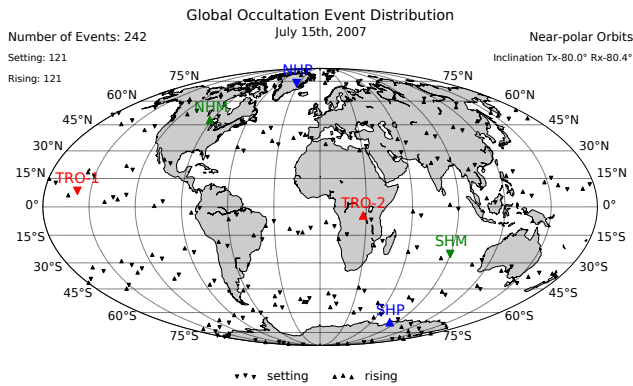 Global Occultation Event Distribution
July 15th, 2007
Number of Events: 242
Setting: 121
Rising: 121
Near-polar Orbits
Inclination Tx-80.0° Rx-80.4°
75°N NHP 75°N
60°N 60°N
NHM
45°N 45°N
30°N 30°N
15°N TRO-1 15°N
TRO-2
0° 0°
15°S SHM 15°S
30°S 30°S
45°S 45°S
60°S SHP 60°S
75°S 75°S
setting rising